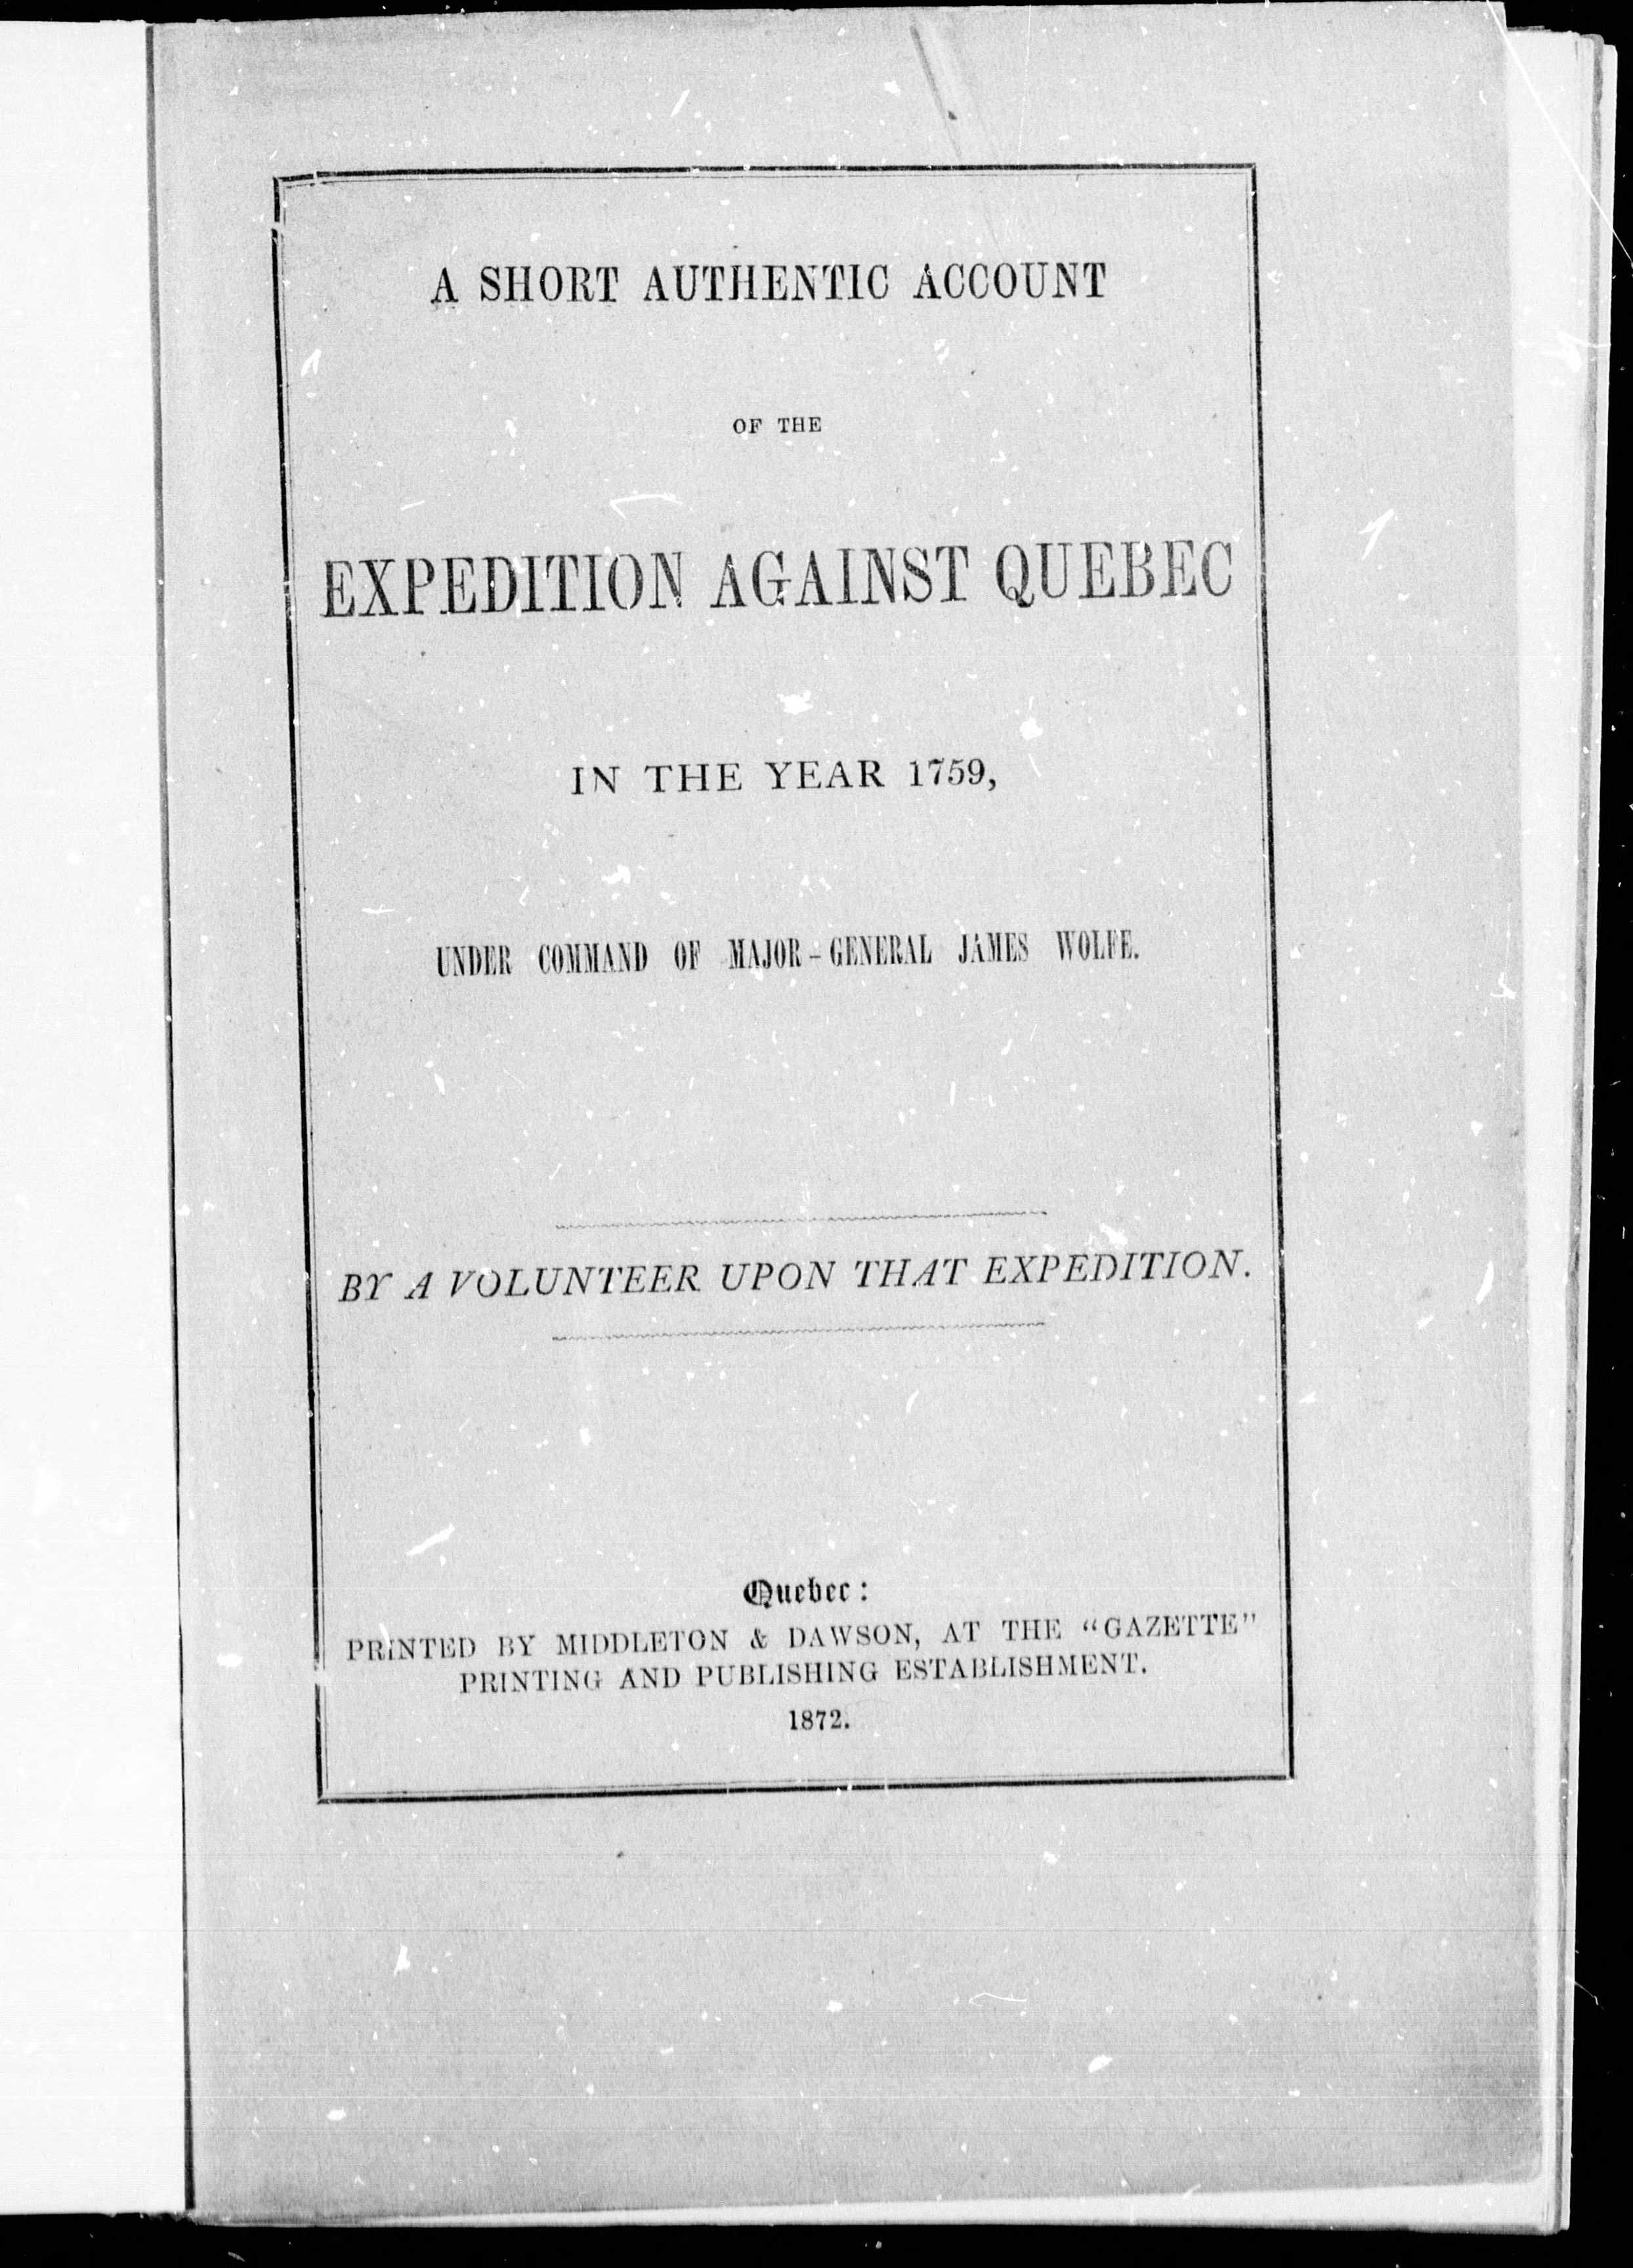 A SHORT AUTHENTIC ACCOUNT
OF THE
EXPEDITION AGAINST QUEBEC
IN THE YEAR 1759,
UNDER COMMAND OF MAJOR-GENERAL JAMES WOLFE.
BY A VOLUNTEER UPON THAT EXPEDITION.
Quebec:
PRINTED BY MIDDLETON & DAWSON, AT THE "GAZETTE"
PRINTING AND PUBLISHING ESTABLISHMENT.
1872.